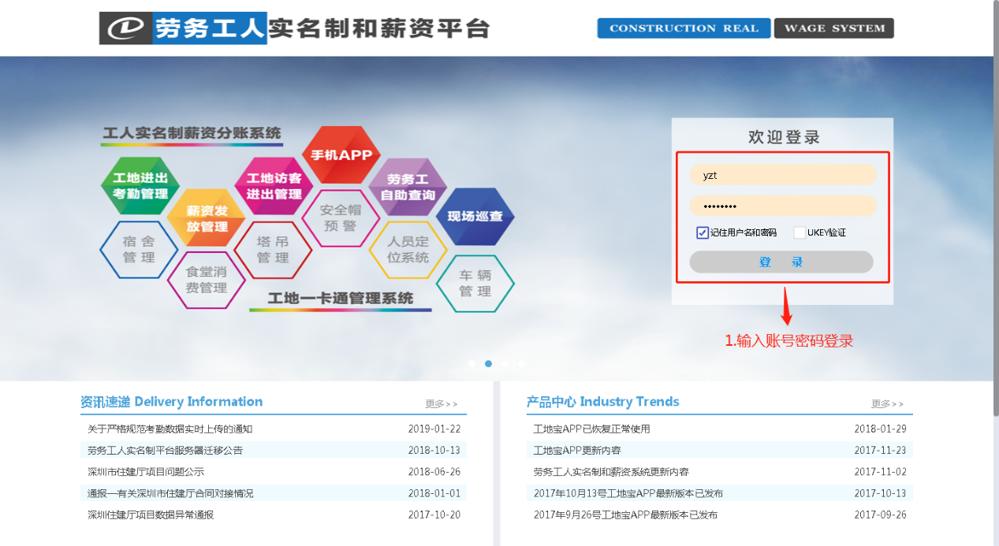 劳务工人实名制和薪资平台
CONSTRUCTION REAL
WAGE SYSTEM
工人实名制薪资分账系统
手机APP
工地进出
考勤管理
工地访客
进出管理
劳务工
自助查询
薪资发
放管理
安全帽
预 警
现场巡查
宿 舍
管 理
塔 吊
管 理
人员定
位系统
食堂消
费管理
车 辆
管 理
工地一卡通管理系统
欢迎登录
yzt
••••••••
记住用户名和密码
UKEY验证
登 录
1.输入账号密码登录
资讯速递 Delivery Information
更多>>
关于严格规范考勤数据实时上传的通知 2019-01-22
劳务工人实名制平台服务器迁移公告 2018-10-13
深圳市住建厅项目问题公示 2018-06-26
通报—有关深圳市住建厅合同对接情况 2018-01-01
深圳住建厅项目数据异常通报 2017-10-20
产品中心 Industry Trends
更多>>
工地宝APP已恢复正常使用 2018-01-29
工地宝APP更新内容 2017-11-23
劳务工人实名制和薪资系统更新内容 2017-11-02
2017年10月13号工地宝APP最新版本已发布 2017-10-13
2017年9月26号工地宝APP最新版本已发布 2017-09-26